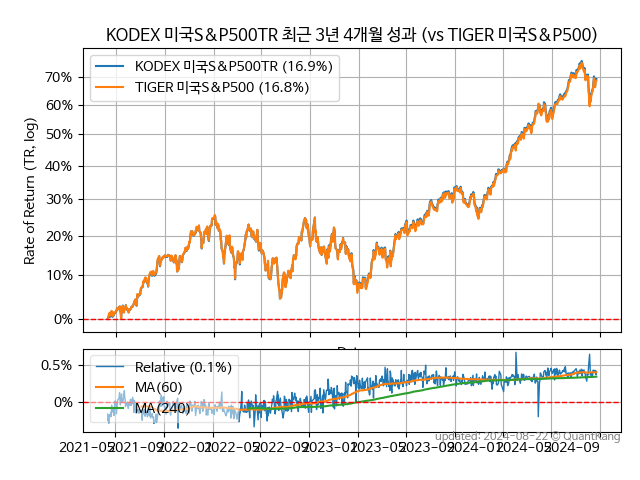 KODEX 미국S&P500TR 최근 3년 4개월 성과 (vs TIGER 미국S&P500)
Rate of Return (TR, log)
70%
60%
50%
40%
30%
20%
10%
0%
KODEX 미국S&P500TR (16.9%)
TIGER 미국S&P500 (16.8%)
0.5%
0%
Relative (0.1%)
MA(60)
MA(240)
2021-05 2021-09 2022-01 2022-05 2022-09 2023-01 2023-05 2023-09 2024-01 2024-05 2024-09
updated: 2024-08-22 © QuantKang